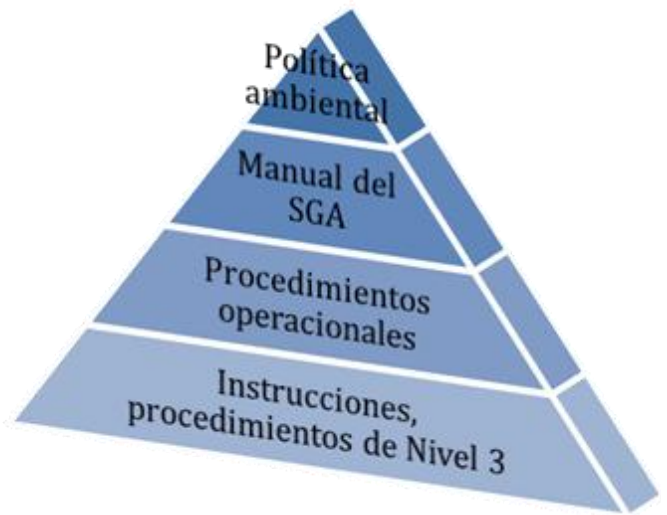 Política
ambiental
Manual del
SGA
Procedimientos
operacionales
Instrucciones,
procedimientos de Nivel 3